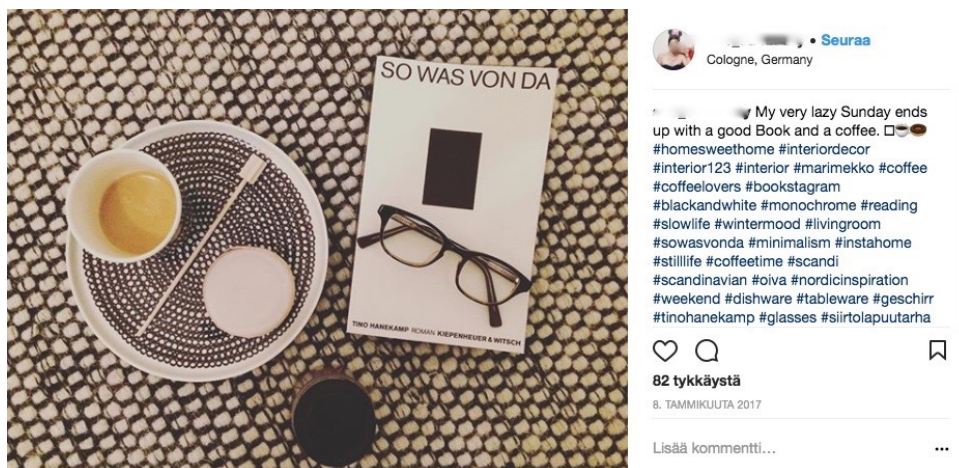 SO WAS VON DA
TINO HANEKAMP ROMAN KIEPENHEUER & WITSCH
• Seuraa
Cologne, Germany
My very lazy Sunday ends
up with a good Book and a coffee.
#homesweethome #interiordecor
#interior123 #interior #marimekko #coffee
#coffeelovers #bookstagram
#blackandwhite #monochrome #reading
#slowlife #wintermood #livingroom
#sowasvonda #minimalism #instahome
#stilllife #coffeetime #scandi
#scandinavian #oiva #nordicinspiration
#weekend #dishware #tableware #geschirr
#tinohanekamp #glasses #siirtolapuutarha
82 tykkäystä
8. TAMMIKUUTA 2017
Lisää kommentti...